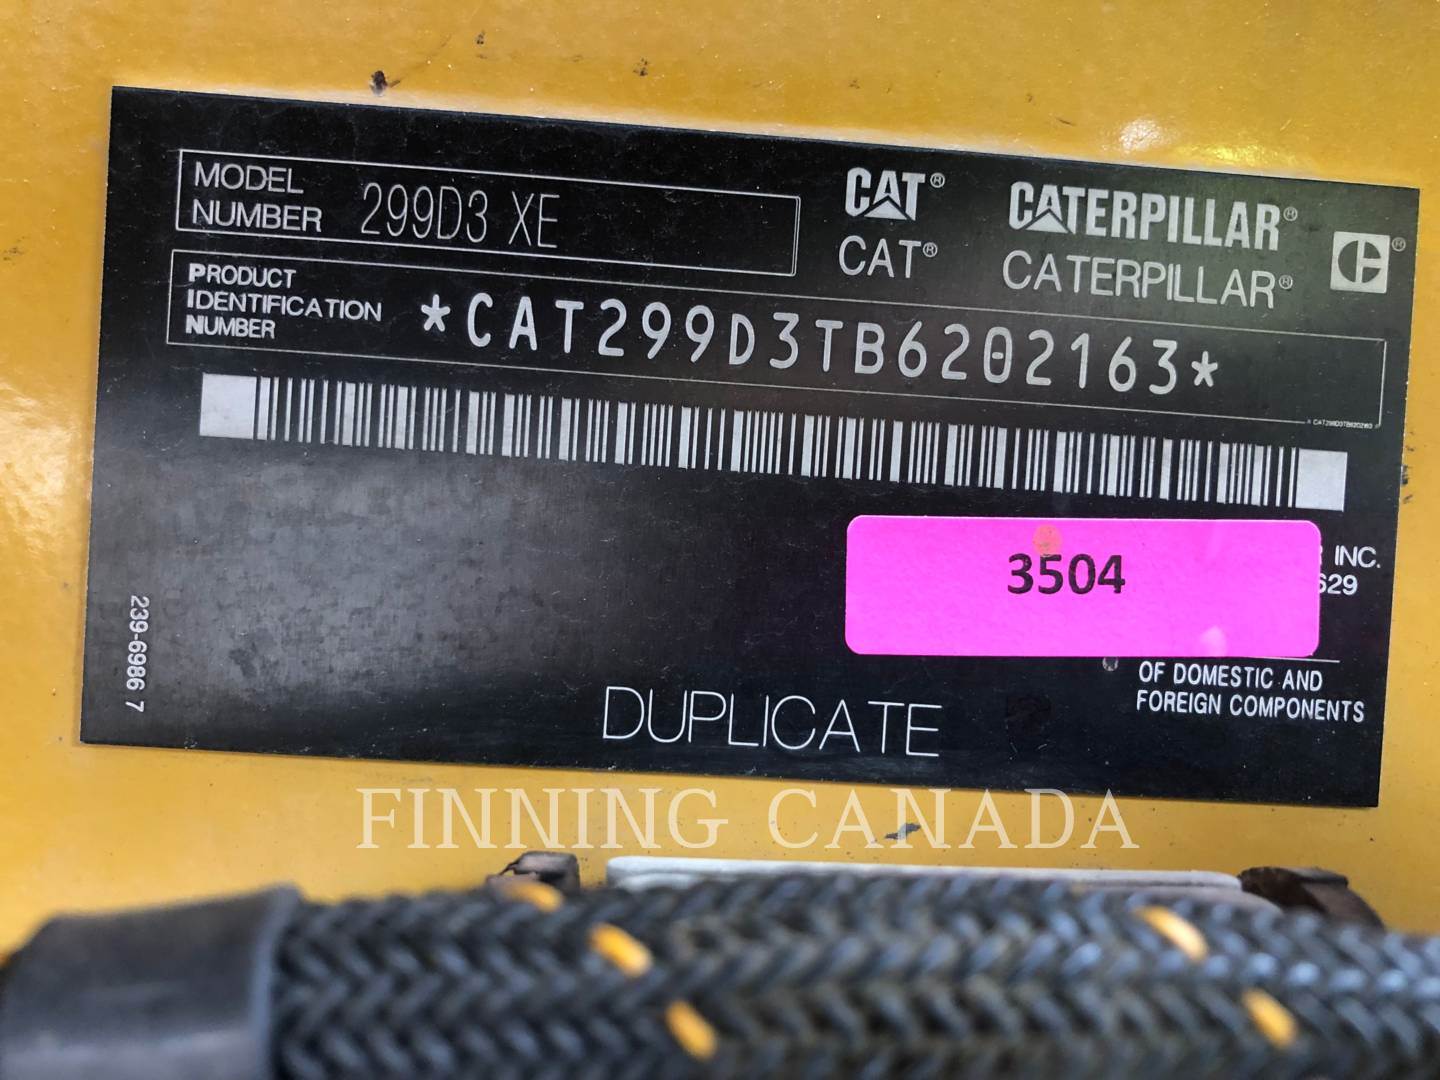 MODEL
NUMBER
299D3 XE
CAT® CATERPILLAR®
CAT® CATERPILLAR® ®
PRODUCT
IDENTIFICATION
NUMBER
*CAT299D3TB6202163*
* CAT299D3TB6202163
3504
INC.
629
239-6986 7
OF DOMESTIC AND
FOREIGN COMPONENTS
DUPLICATE
FINNING CANADA